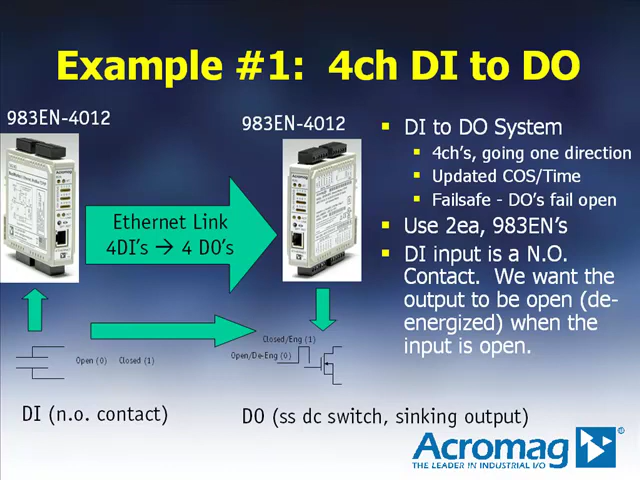 Example #1:  4ch DI to DO
983EN-4012
983EN-4012
Ethernet Link
4DI's → 4 DO's
Open (0)
Closed (1)
Closed/Eng (1)
Open/De-Eng (0)
DI (n.o. contact)
DO (ss dc switch, sinking output)
DI to DO System
4ch's, going one direction
Updated COS/Time
Failsafe - DO's fail open
Use 2ea, 983EN's
DI input is a N.O.
Contact.  We want the
output to be open (de-
energized) when the
input is open.
Acromag
THE LEADER IN INDUSTRIAL I/O